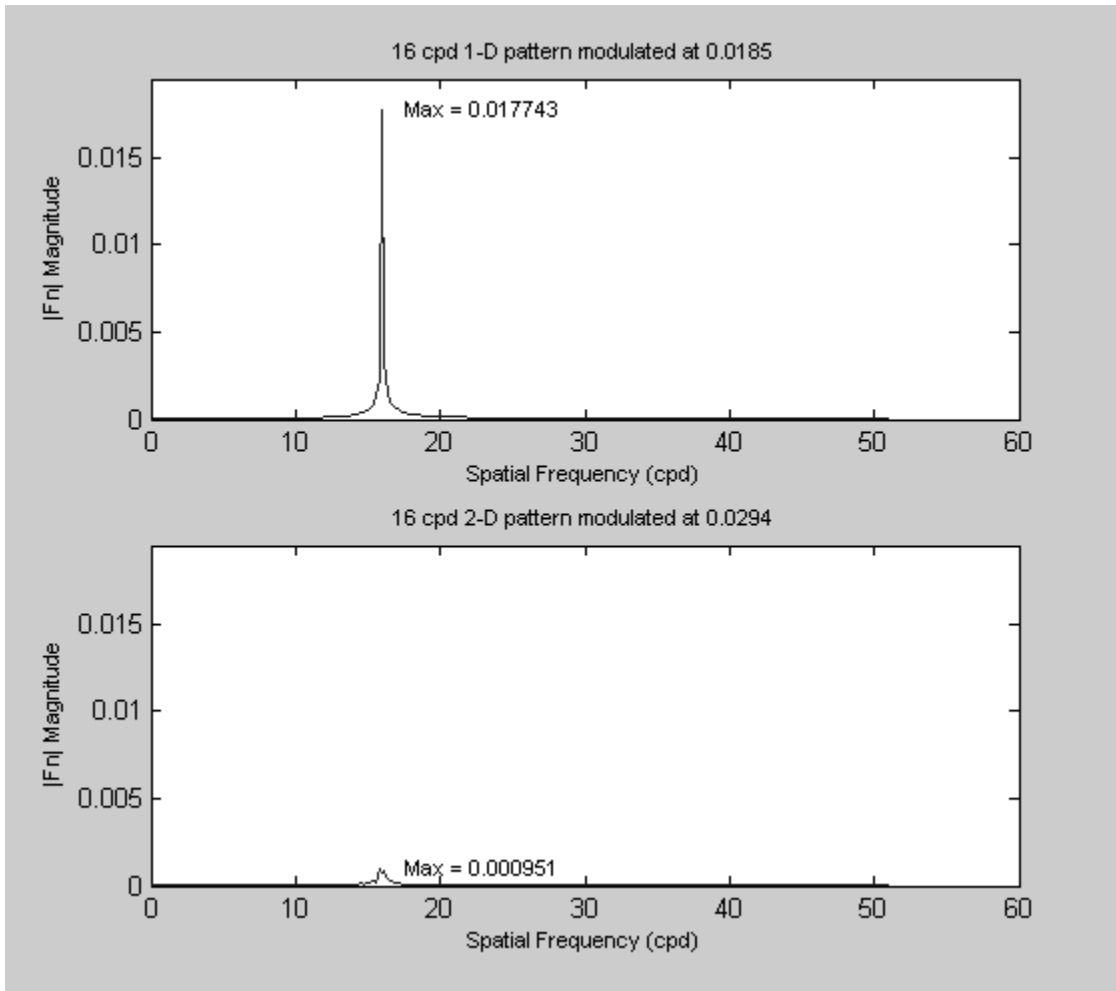 16 cpd 1-D pattern modulated at 0.0185
Max = 0.017743
0.015
0.01
0.005
0
|Fn| Magnitude
0 10 20 30 40 50 60
Spatial Frequency (cpd)
16 cpd 2-D pattern modulated at 0.0294
0.015
0.01
0.005
0
|Fn| Magnitude
Max = 0.000951
0 10 20 30 40 50 60
Spatial Frequency (cpd)